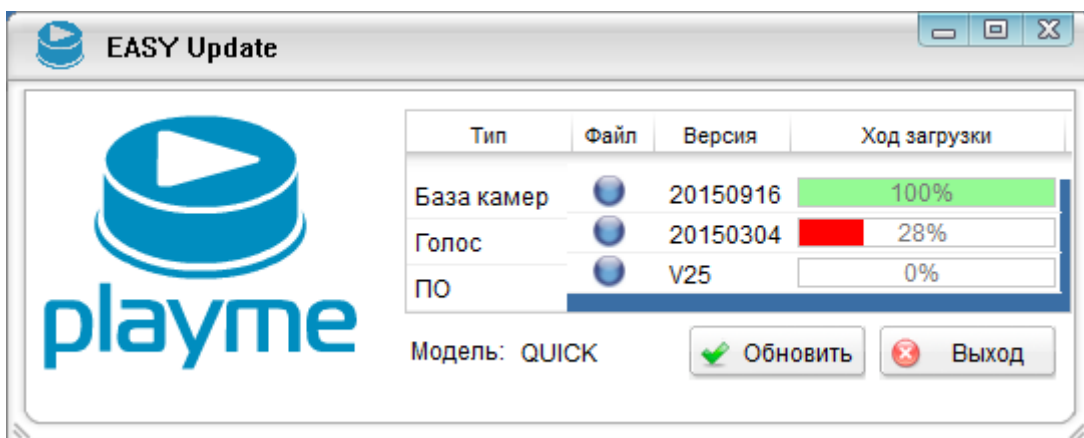 EASY Update
Тип Файл Версия Ход загрузки
База камер 20150916 100%
Голос 20150304 28%
ПО V25 0%
playme
Модель: QUICK Обновить Выход